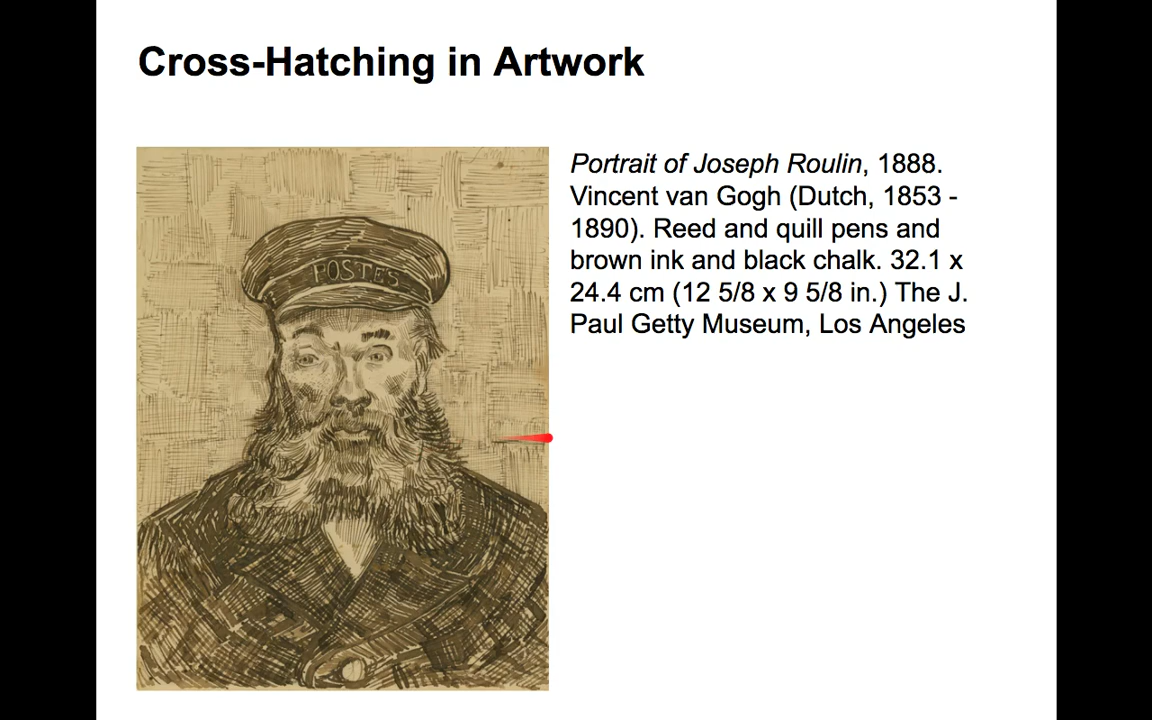 Cross-Hatching in Artwork
POSTES
Portrait of Joseph Roulin, 1888.
Vincent van Gogh (Dutch, 1853 -
1890). Reed and quill pens and
brown ink and black chalk. 32.1 x
24.4 cm (12 5/8 x 9 5/8 in.) The J.
Paul Getty Museum, Los Angeles